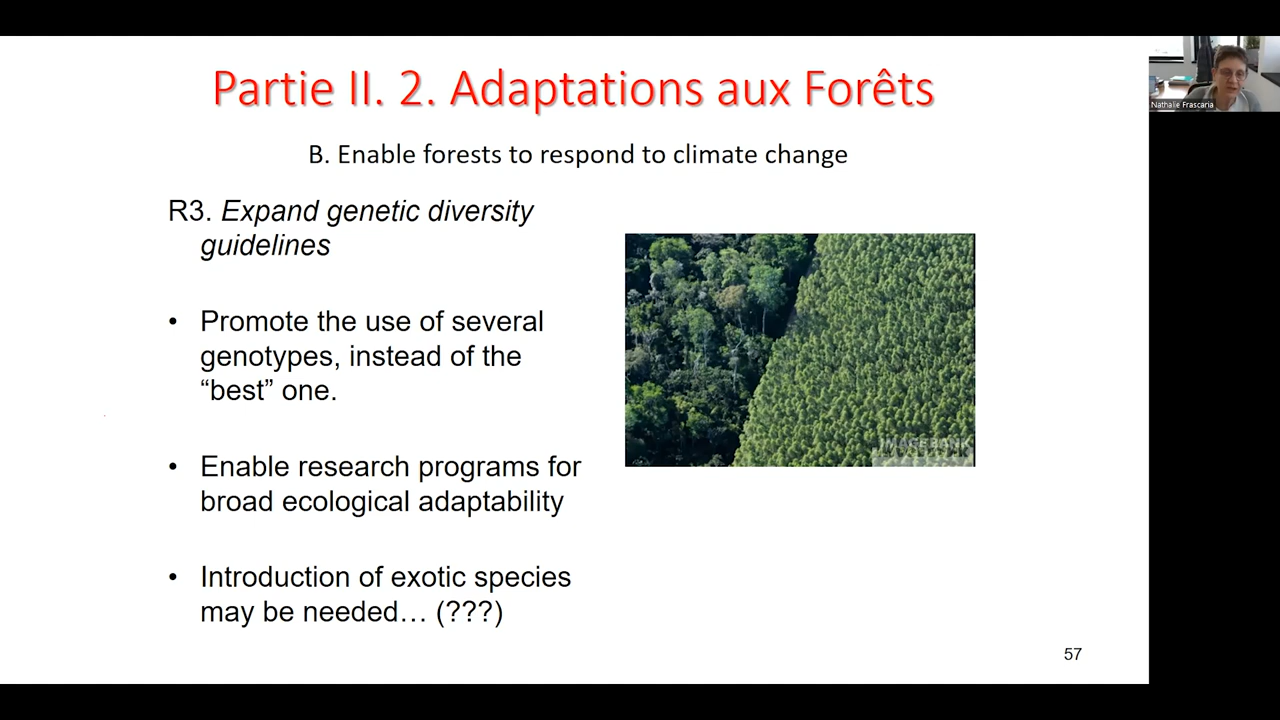 Partie II. 2. Adaptations aux Forêts
Nathalie Frascaria
B. Enable forests to respond to climate change
R3. Expand genetic diversity
guidelines
• Promote the use of several
genotypes, instead of the
“best” one.
• Enable research programs for
broad ecological adaptability
• Introduction of exotic species
may be needed… (???)
IMAGEBANK
57